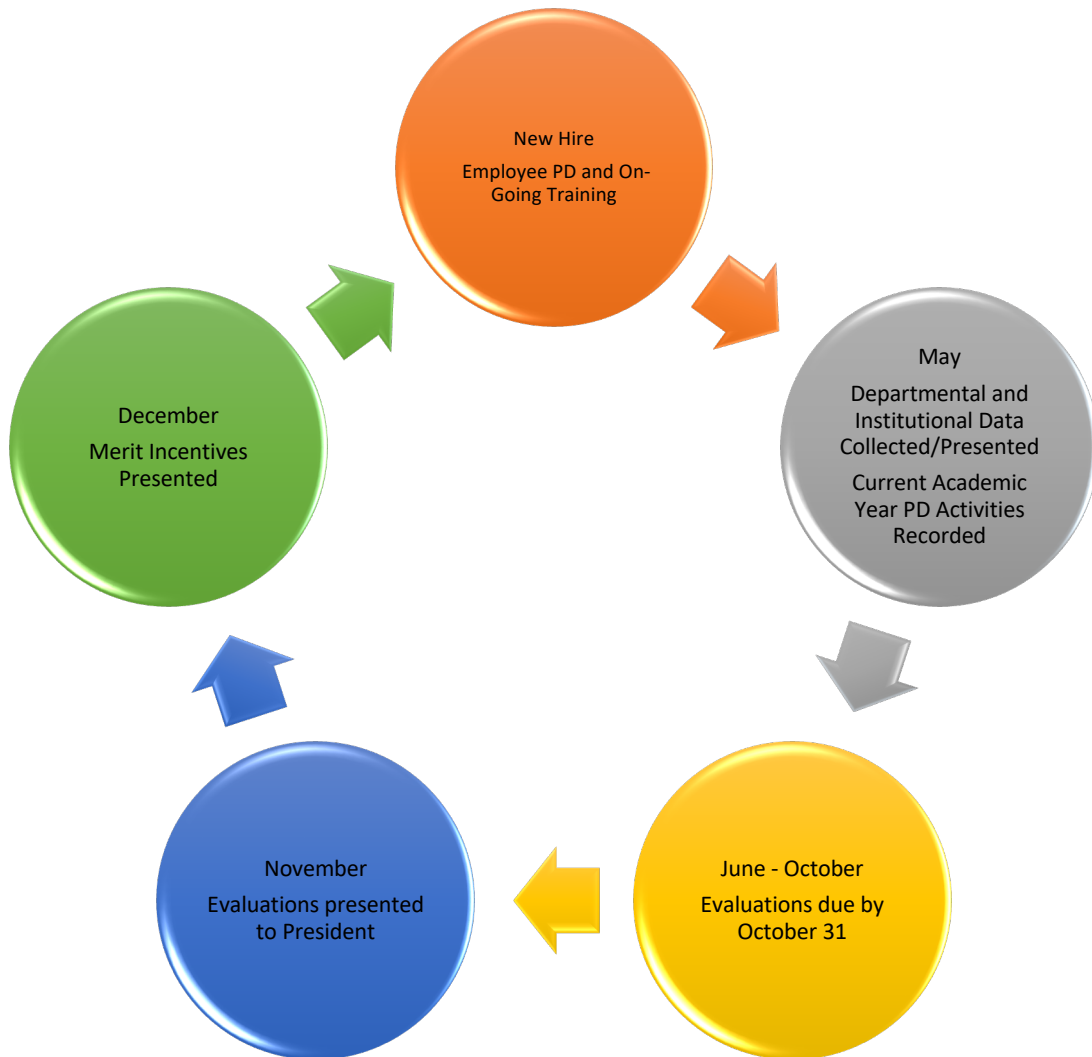 New Hire
Employee PD and On-
Going Training
May
Departmental and
Institutional Data
Collected/Presented
Current Academic
Year PD Activities
Recorded
June - October
Evaluations due by
October 31
November
Evaluations presented
to President
December
Merit Incentives
Presented